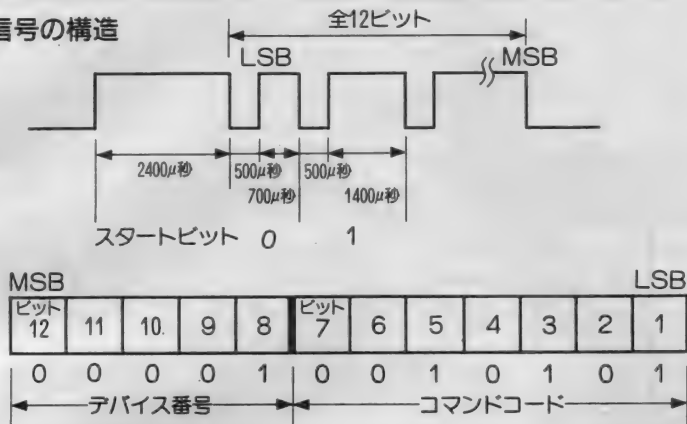 信号の構造
全12ビット
LSB MSB
2400μ秒 500μ秒 500μ秒
700μ秒 1400μ秒
スタートビット 0 1
MSB LSB
ビット ビット
12 11 10. 9 8 7 6 5 4 3 2 1
0 0 0 0 1 0 0 1 0 1 0 1
デバイス番号 コマンドコード